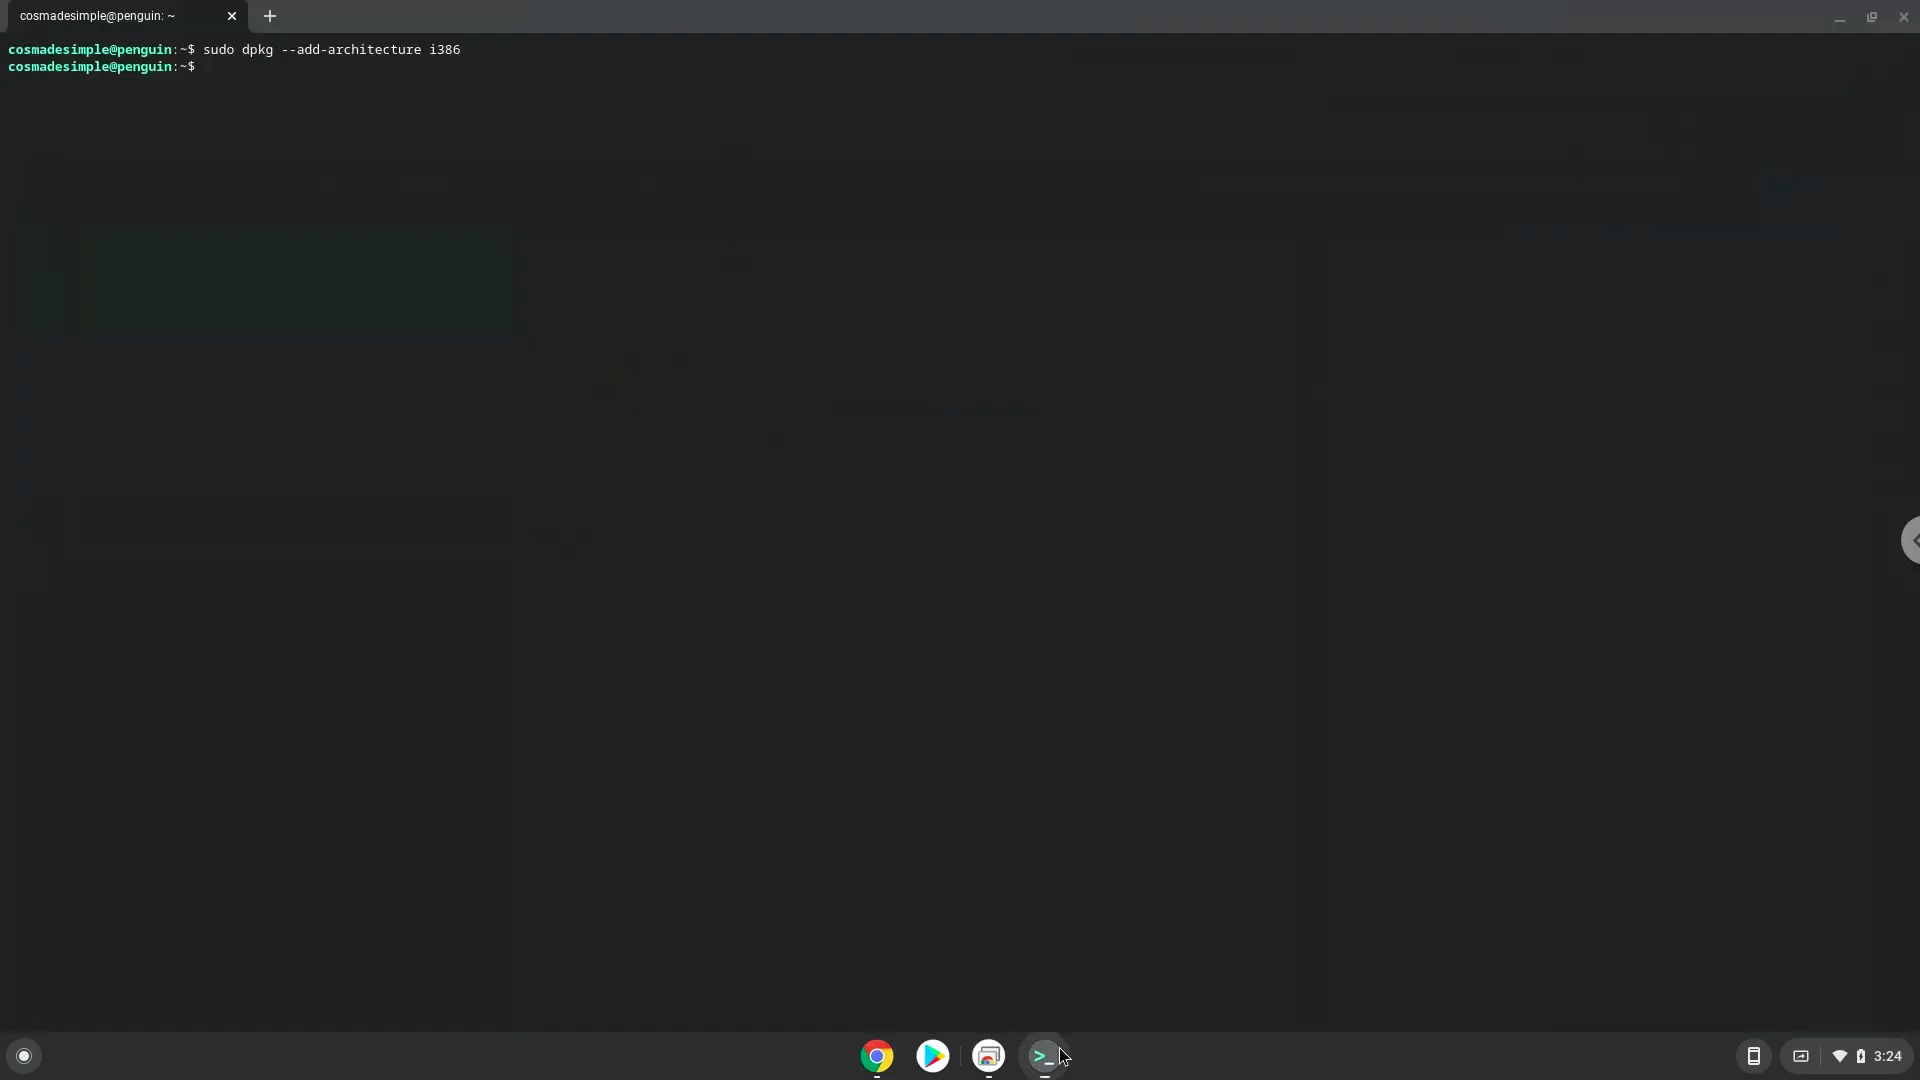 cosmadesimple@penguin: ~
cosmadesimple@penguin:~$ sudo dpkg --add-architecture i386
cosmadesimple@penguin:~$
3:24